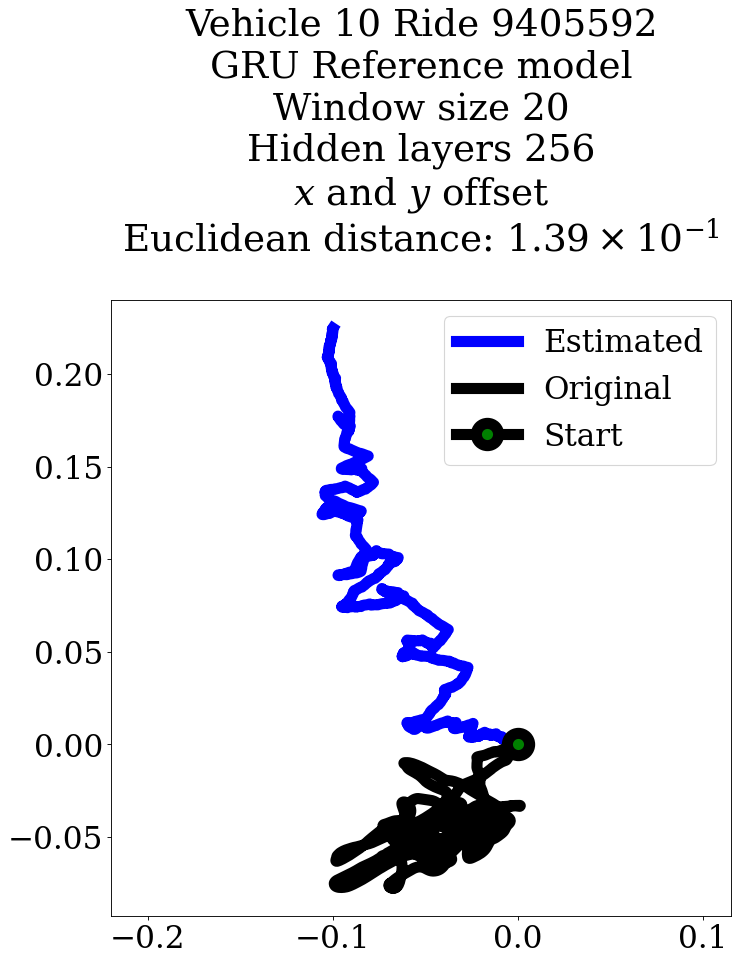 Vehicle 10 Ride 9405592
GRU Reference model
Window size 20
Hidden layers 256
x and y offset
Euclidean distance: 1.39 × 10⁻¹
Estimated
Original
Start
0.20
0.15
0.10
0.05
0.00
−0.05
−0.2 −0.1 0.0 0.1